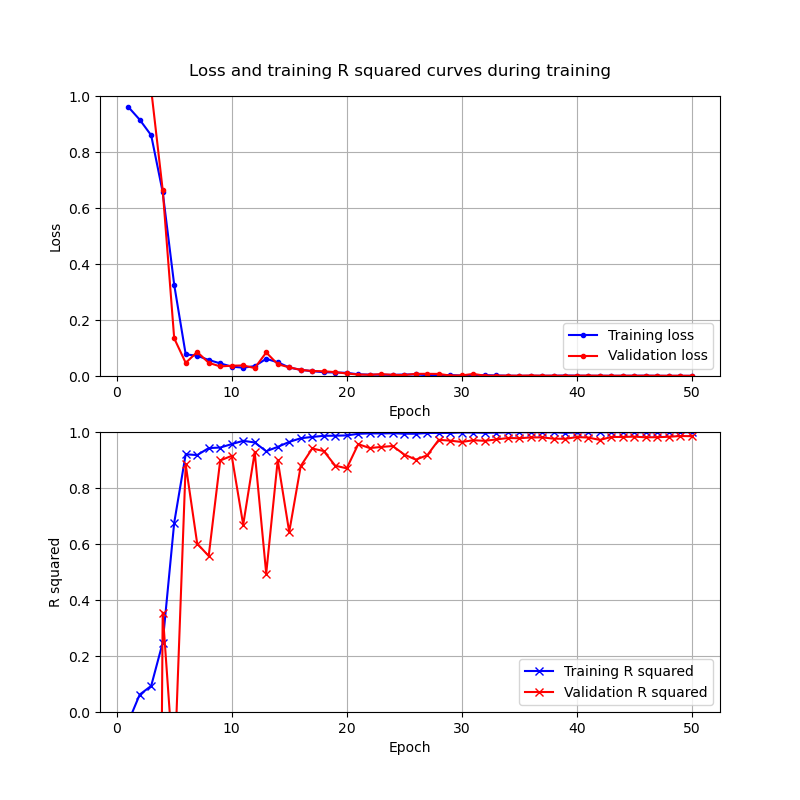 Loss and training R squared curves during training
1.0
0.8
0.6
0.4
0.2
0.0
Loss
Training loss
Validation loss
0 10 20 30 40 50
Epoch
1.0
0.8
0.6
0.4
0.2
0.0
R squared
Training R squared
Validation R squared
0 10 20 30 40 50
Epoch